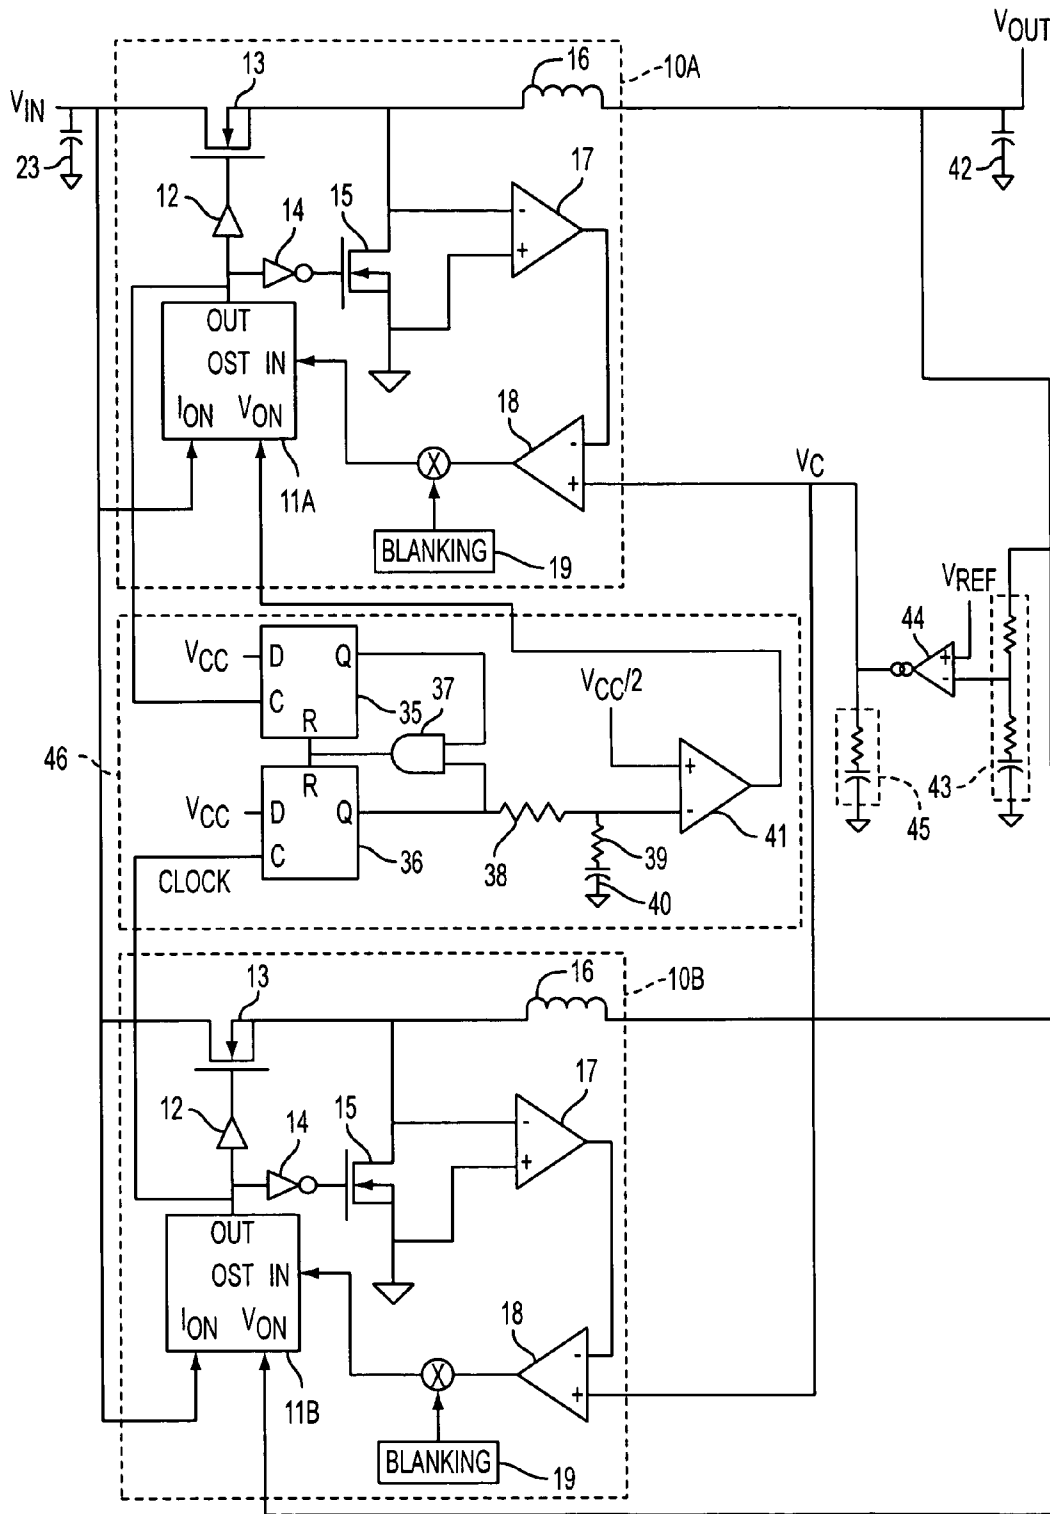 VOUT
16
10A
13
VIN
23
42
12
14
15
17
OUT
OST IN
ION VON
11A
18
VC
BLANKING
19
VREF
44
VCC
D Q
C
R
35
37
VCC/2
46
R
VCC
D Q
C
36
CLOCK
38
39
40
41
45
43
13
16
10B
12
14
15
17
OUT
OST IN
ION VON
11B
18
BLANKING
19